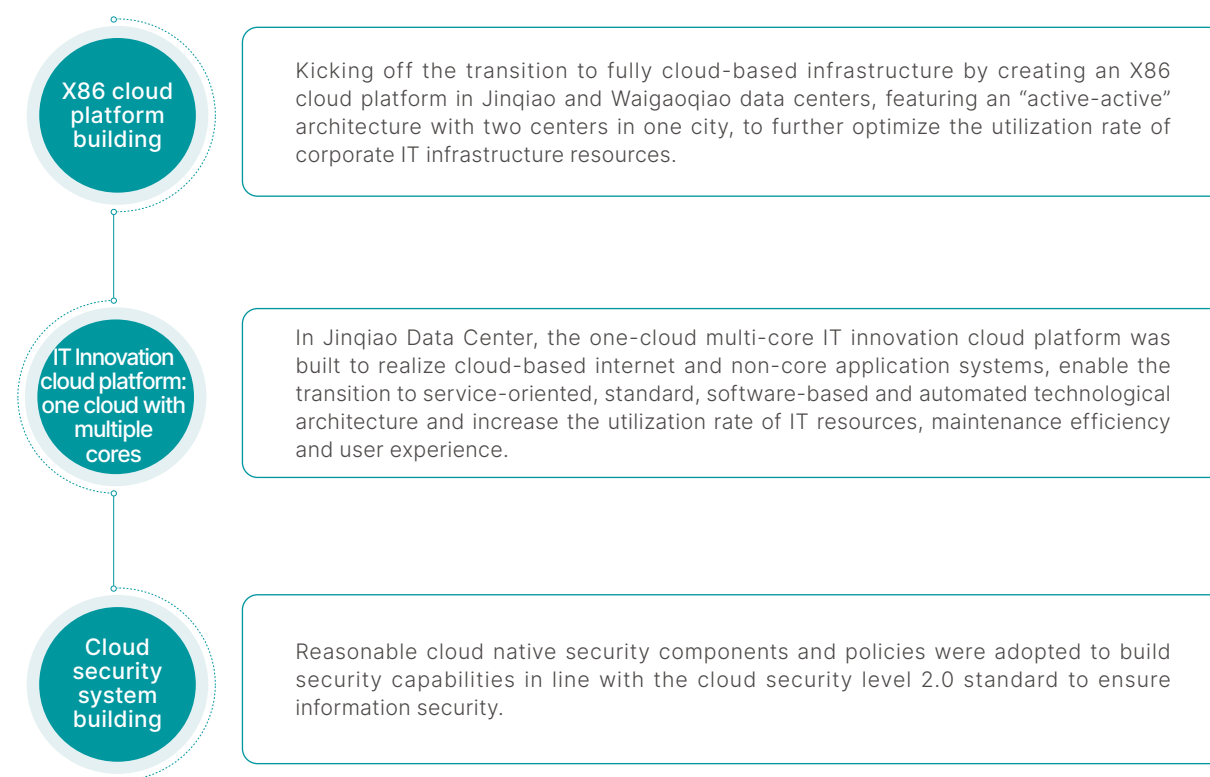 X86 cloud
platform
building
Kicking off the transition to fully cloud-based infrastructure by creating an X86
cloud platform in Jinqiao and Waigaoqiao data centers, featuring an “active-active”
architecture with two centers in one city, to further optimize the utilization rate of
corporate IT infrastructure resources.
IT Innovation
cloud platform:
one cloud with
multiple
cores
In Jinqiao Data Center, the one-cloud multi-core IT innovation cloud platform was
built to realize cloud-based internet and non-core application systems, enable the
transition to service-oriented, standard, software-based and automated technological
architecture and increase the utilization rate of IT resources, maintenance efficiency
and user experience.
Cloud
security
system
building
Reasonable cloud native security components and policies were adopted to build
security capabilities in line with the cloud security level 2.0 standard to ensure
information security.